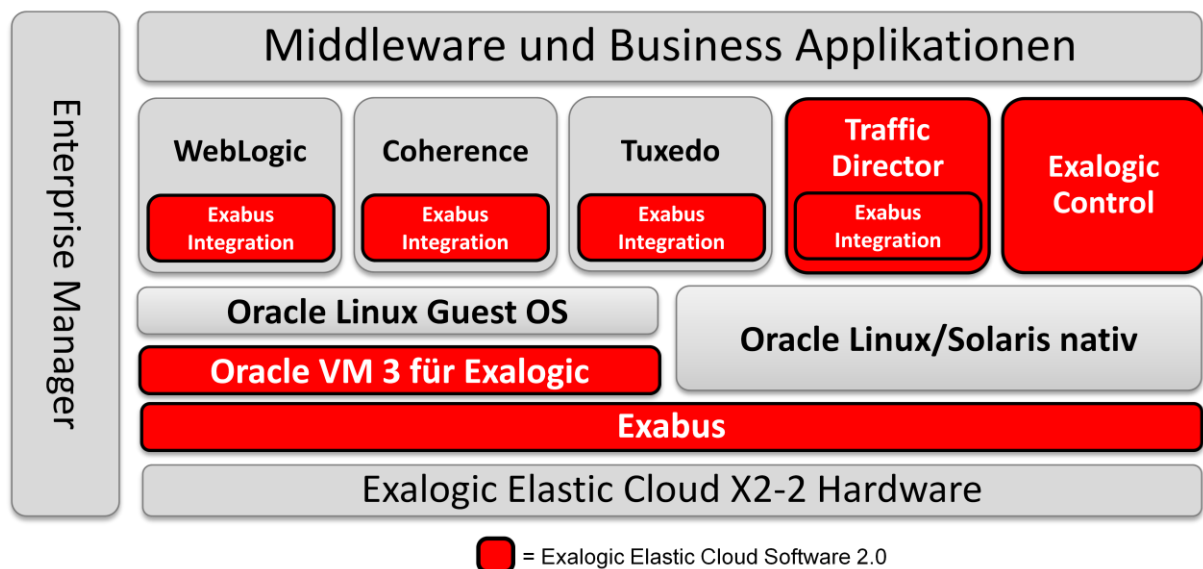 Enterprise Manager
Middleware und Business Applikationen
WebLogic
Exabus
Integration
Coherence
Exabus
Integration
Tuxedo
Exabus
Integration
Traffic
Director
Exabus
Integration
Exalogic
Control
Oracle Linux Guest OS
Oracle VM 3 für Exalogic
Oracle Linux/Solaris nativ
Exabus
Exalogic Elastic Cloud X2-2 Hardware
= Exalogic Elastic Cloud Software 2.0